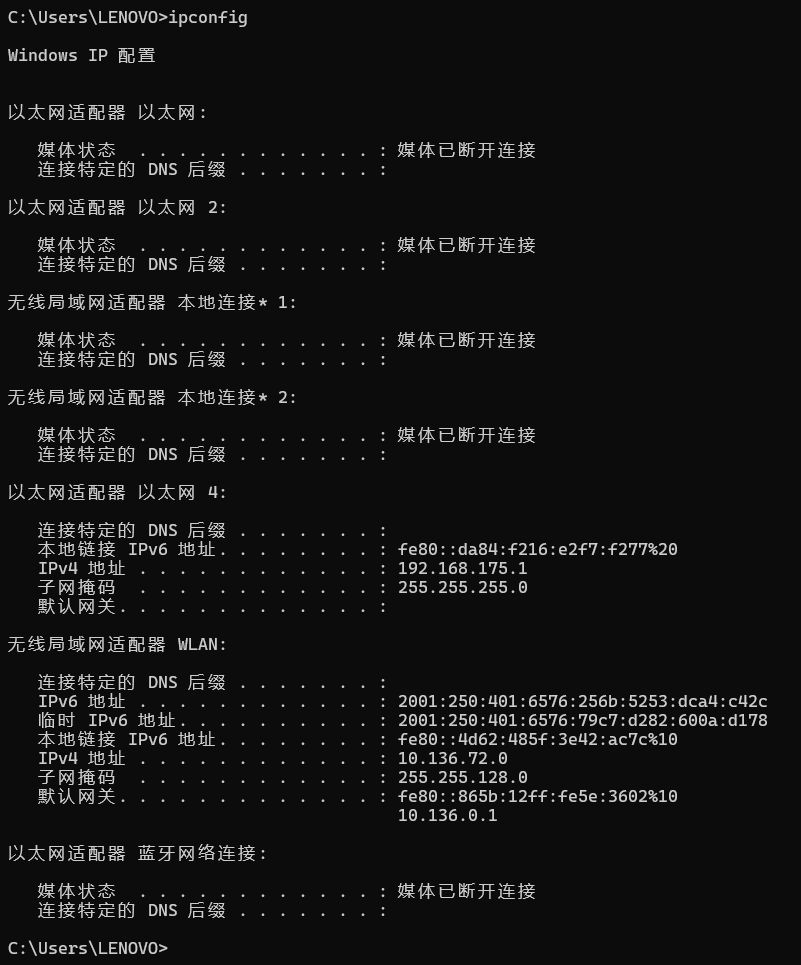 C:\Users\LENOVO>ipconfig
Windows IP 配置
以太网适配器 以太网:
媒体状态  . . . . . . . . . . . . : 媒体已断开连接
连接特定的 DNS 后缀 . . . . . . . :
以太网适配器 以太网 2:
媒体状态  . . . . . . . . . . . . : 媒体已断开连接
连接特定的 DNS 后缀 . . . . . . . :
无线局域网适配器 本地连接* 1:
媒体状态  . . . . . . . . . . . . : 媒体已断开连接
连接特定的 DNS 后缀 . . . . . . . :
无线局域网适配器 本地连接* 2:
媒体状态  . . . . . . . . . . . . : 媒体已断开连接
连接特定的 DNS 后缀 . . . . . . . :
以太网适配器 以太网 4:
连接特定的 DNS 后缀 . . . . . . . :
本地链接 IPv6 地址. . . . . . . . : fe80::da84:f216:e2f7:f277%20
IPv4 地址 . . . . . . . . . . . . : 192.168.175.1
子网掩码  . . . . . . . . . . . . : 255.255.255.0
默认网关. . . . . . . . . . . . . :
无线局域网适配器 WLAN:
连接特定的 DNS 后缀 . . . . . . . :
IPv6 地址 . . . . . . . . . . . . : 2001:250:401:6576:256b:5253:dca4:c42c
临时 IPv6 地址. . . . . . . . . . : 2001:250:401:6576:79c7:d282:600a:d178
本地链接 IPv6 地址. . . . . . . . : fe80::4d62:485f:3e42:ac7c%10
IPv4 地址 . . . . . . . . . . . . : 10.136.72.0
子网掩码  . . . . . . . . . . . . : 255.255.128.0
默认网关. . . . . . . . . . . . . : fe80::865b:12ff:fe5e:3602%10
10.136.0.1
以太网适配器 蓝牙网络连接:
媒体状态  . . . . . . . . . . . . : 媒体已断开连接
连接特定的 DNS 后缀 . . . . . . . :
C:\Users\LENOVO>